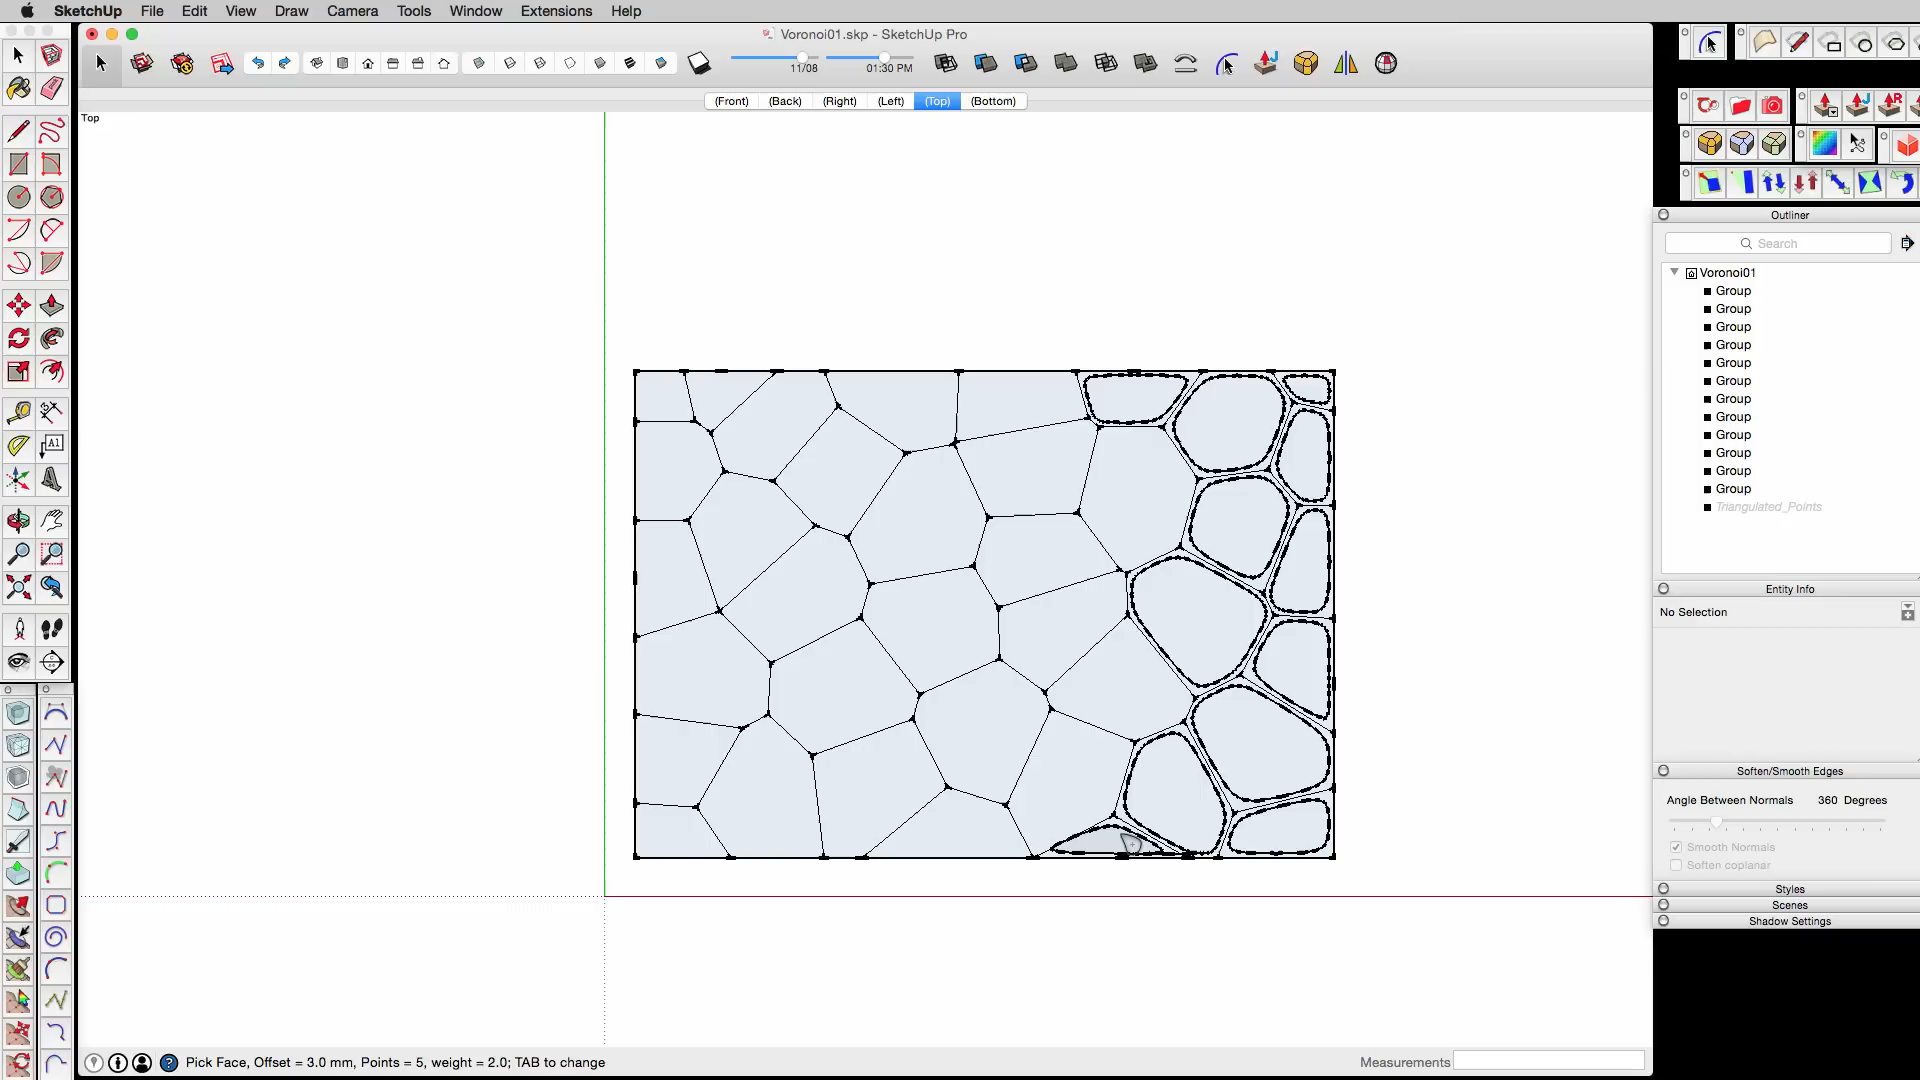 SketchUp File Edit View Draw Camera Tools Window Extensions Help
Voronoi01.skp - SketchUp Pro
11/08 01:30 PM
(Front) (Back) (Right) (Left) (Top) (Bottom)
Top
A1
Outliner
Search
Voronoi01
Group
Group
Group
Group
Group
Group
Group
Group
Group
Group
Group
Group
Triangulated_Points
Entity Info
No Selection
Soften/Smooth Edges
Angle Between Normals 360 Degrees
Smooth Normals
Soften coplanar
Styles
Scenes
Shadow Settings
Pick Face, Offset = 3.0 mm, Points = 5, weight = 2.0; TAB to change
Measurements